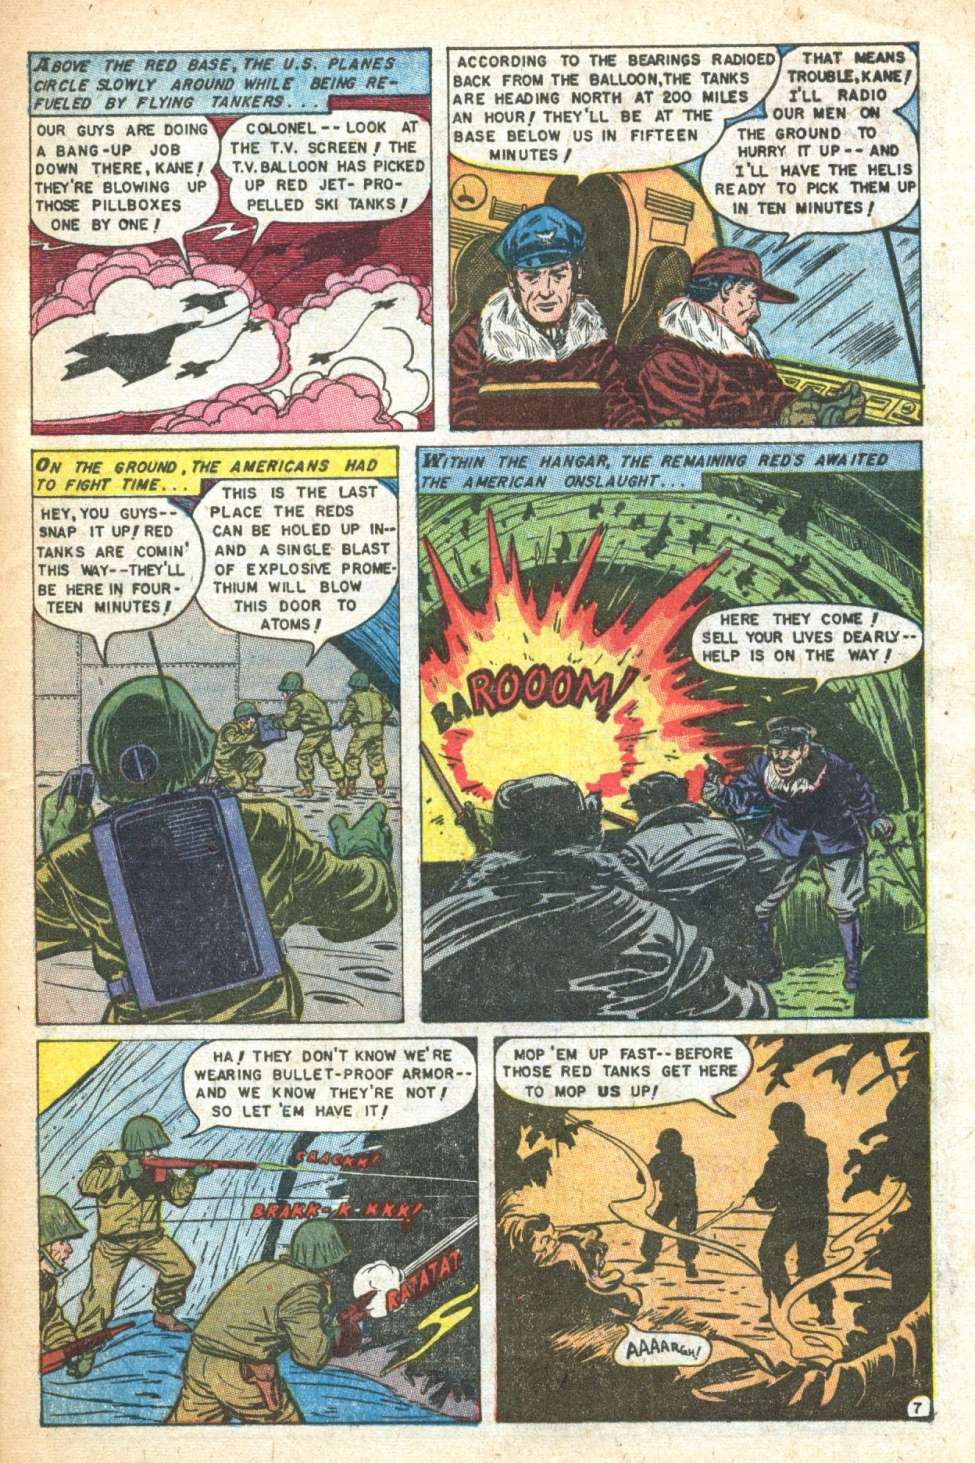 ABOVE THE RED BASE, THE U.S. PLANES
CIRCLE SLOWLY AROUND WHILE BEING RE-
FUELED BY FLYING TANKERS...
OUR GUYS ARE DOING
A BANG-UP JOB
DOWN THERE, KANE!
THEY'RE BLOWING UP
THOSE PILLBOXES
ONE BY ONE!
COLONEL -- LOOK AT
THE T.V. SCREEN! THE
T.V. BALLOON HAS PICKED
UP RED JET-PRO-
PELLED SKI TANKS!
ACCORDING TO THE BEARINGS RADIOED
BACK FROM THE BALLOON, THE TANKS
ARE HEADING NORTH AT 200 MILES
AN HOUR! THEY'LL BE AT THE
BASE BELOW US IN FIFTEEN
MINUTES!
THAT MEANS
TROUBLE, KANE!
I'LL RADIO
OUR MEN ON
THE GROUND TO
HURRY IT UP -- AND
I'LL HAVE THE HELIS
READY TO PICK THEM UP
IN TEN MINUTES!
ON THE GROUND, THE AMERICANS HAD
TO FIGHT TIME...
HEY, YOU GUYS--
SNAP IT UP! RED
TANKS ARE COMIN'
THIS WAY--THEY'LL
BE HERE IN FOUR-
TEEN MINUTES!
THIS IS THE LAST
PLACE THE REDS
CAN BE HOLED UP IN--
AND A SINGLE BLAST
OF EXPLOSIVE PROME-
THIUM WILL BLOW
THIS DOOR TO
ATOMS!
WITHIN THE HANGAR, THE REMAINING REDS AWAITED
THE AMERICAN ONSLAUGHT...
BAROOOM!
HERE THEY COME!
SELL YOUR LIVES DEARLY--
HELP IS ON THE WAY!
HA! THEY DON'T KNOW WE'RE
WEARING BULLET-PROOF ARMOR--
AND WE KNOW THEY'RE NOT!
SO LET 'EM HAVE IT!
CRACKK!
BRAKK-K-KKK!
RATATAT
MOP 'EM UP FAST--BEFORE
THOSE RED TANKS GET HERE
TO MOP US UP!
AAAARGH!
7